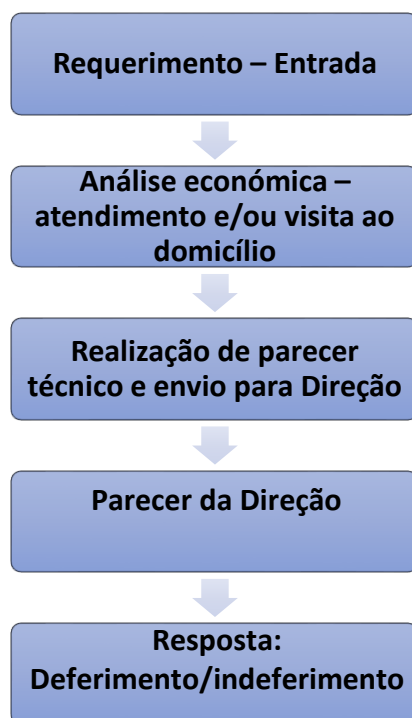 Requerimento – Entrada
Análise económica –
atendimento e/ou visita ao
domicílio
Realização de parecer
técnico e envio para Direção
Parecer da Direção
Resposta:
Deferimento/indeferimento